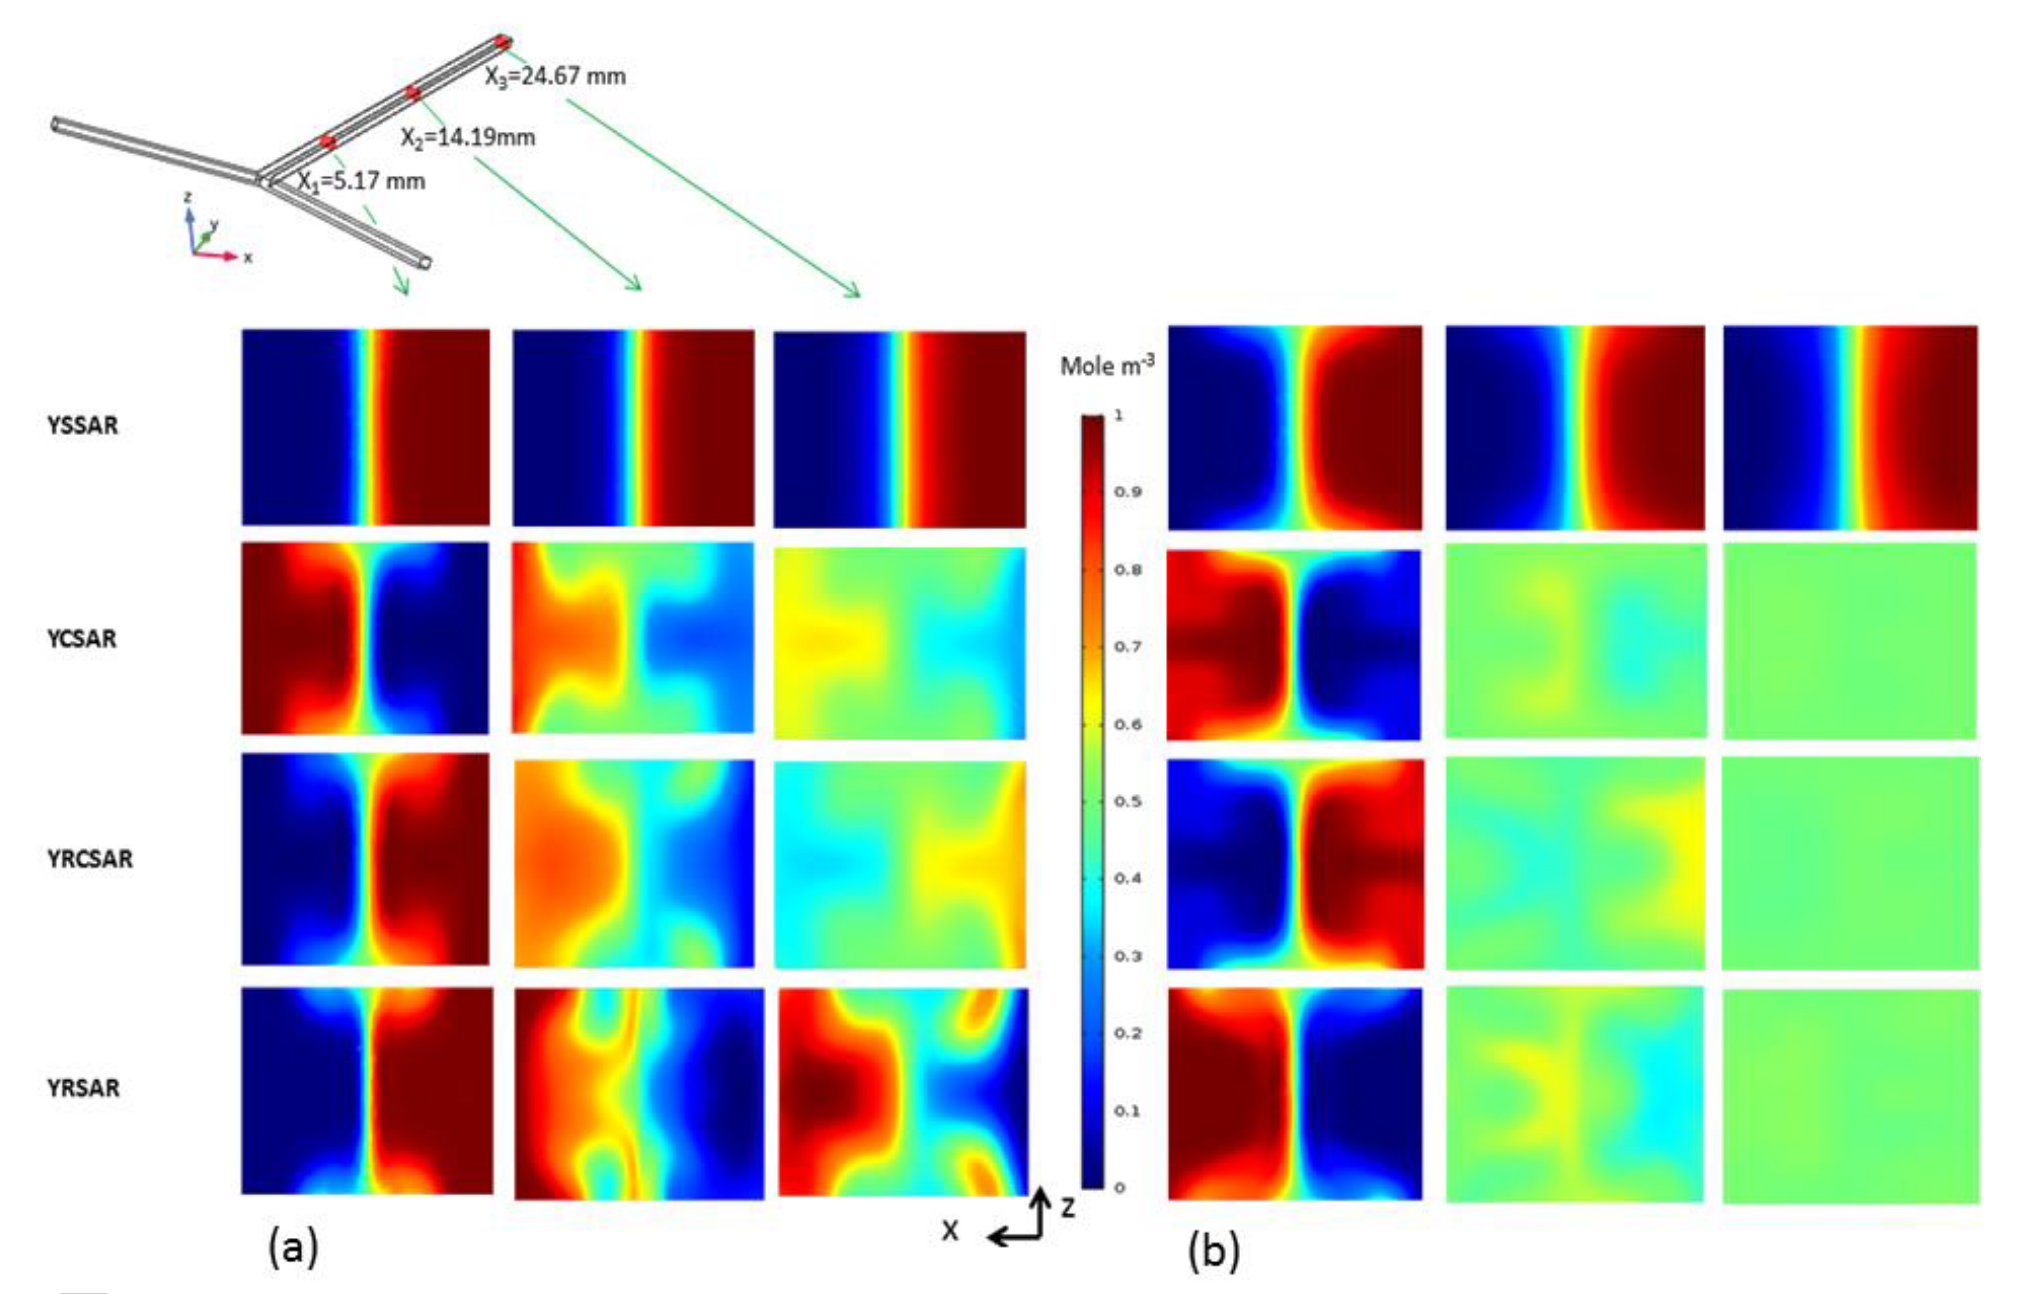 X₃=24.67 mm
X₂=14.19mm
X₁=5.17 mm
z
y
x
Mole m⁻³
1
0.9
0.8
0.7
0.6
0.5
0.4
0.3
0.2
0.1
0
YSSAR
YCSAR
YRCSAR
YRSAR
X
Z
(a)
(b)